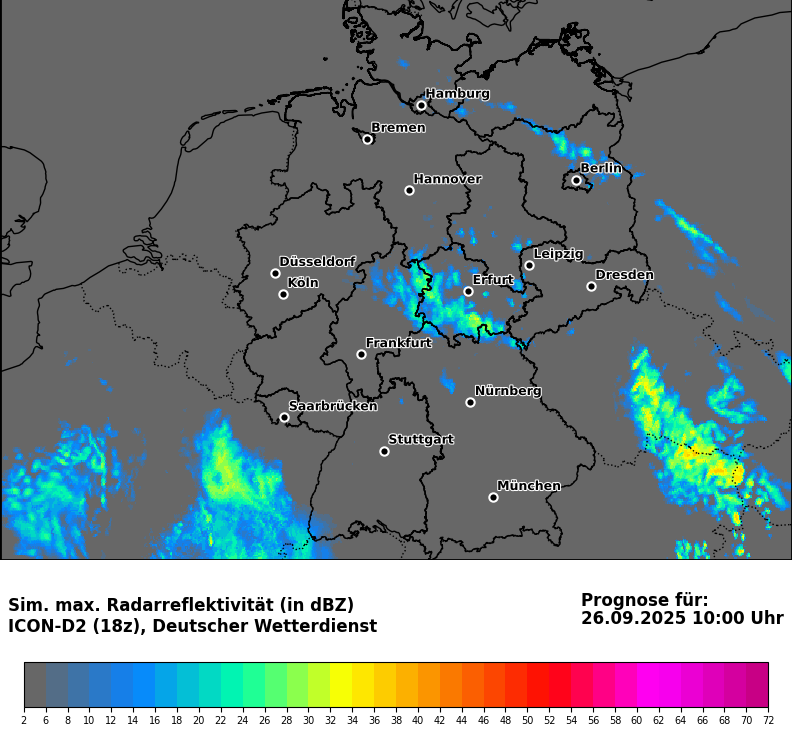 Hamburg
Bremen
Berlin
Hannover
Leipzig
Düsseldorf
Dresden
Köln
Erfurt
Frankfurt
Nürnberg
Saarbrücken
Stuttgart
München
Sim. max. Radarreflektivität (in dBZ)
ICON-D2 (18z), Deutscher Wetterdienst
Prognose für:
26.09.2025 10:00 Uhr
2 6 8 10 12 14 16 18 20 22 24 26 28 30 32 34 36 38 40 42 44 46 48 50 52 54 56 58 60 62 64 66 70 72